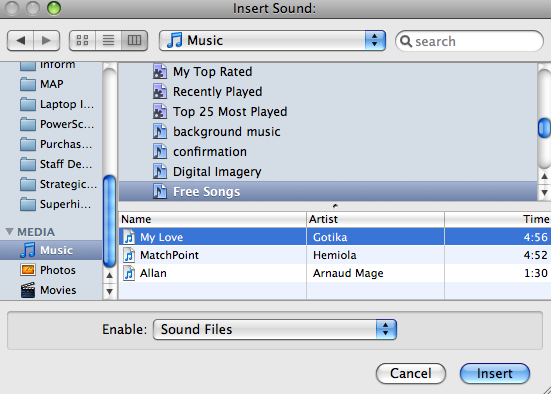 Insert Sound:
Music
search
Inform
MAP
Laptop I...
PowerSc...
Purchas...
Staff De...
Strategic...
Superhi...
MEDIA
Music
Photos
Movies
My Top Rated
Recently Played
Top 25 Most Played
background music
confirmation
Digital Imagery
Free Songs
Name Artist Time
My Love Gotika 4:56
MatchPoint Hemiola 4:52
Allan Arnaud Mage 1:30
Enable: Sound Files
Cancel Insert